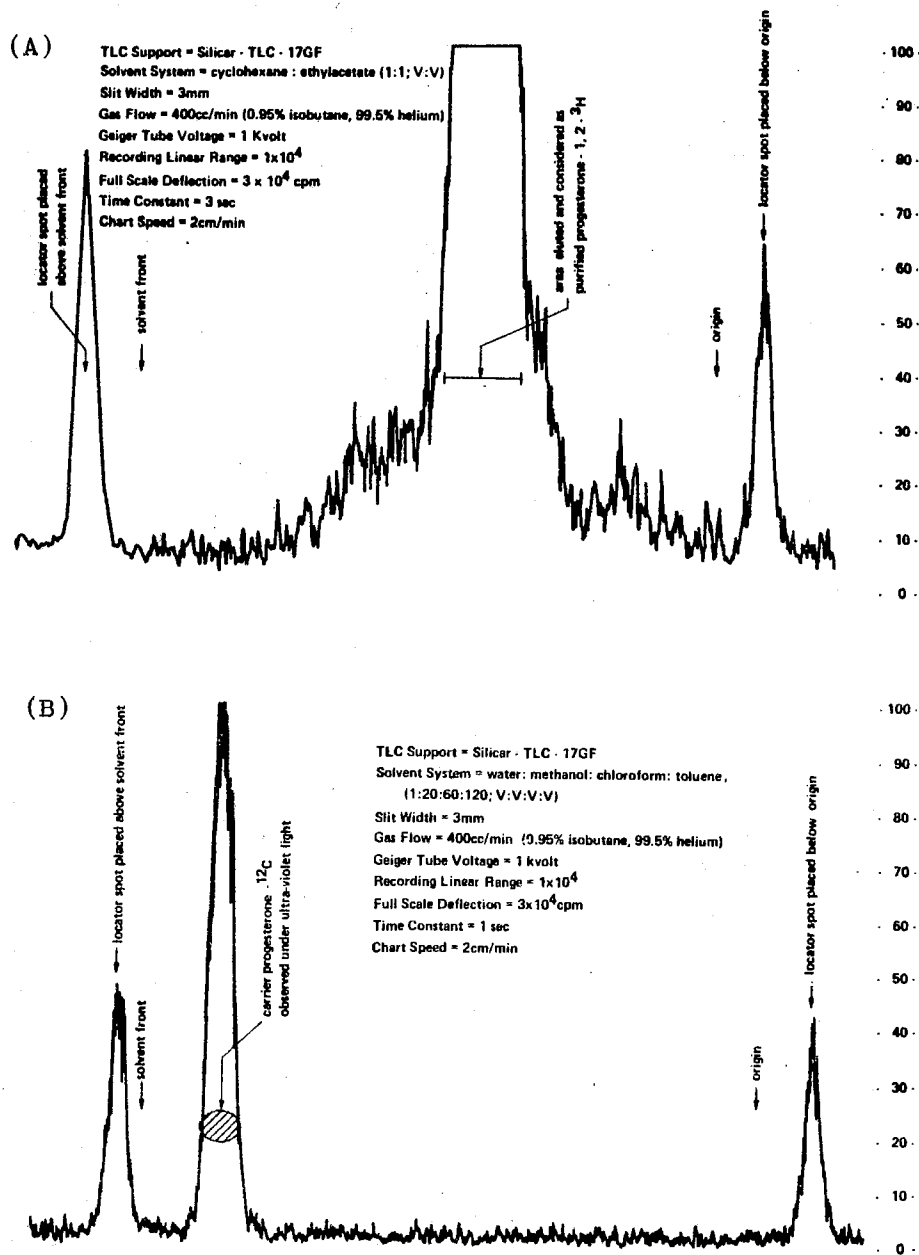 (A)
TLC Support = Silicar - TLC - 17GF
Solvent System = cyclohexane : ethylacetate (1:1; V:V)
Slit Width = 3mm
Gas Flow = 400cc/min (0.95% isobutane, 99.5% helium)
Geiger Tube Voltage = 1 Kvolt
Recording Linear Range = 1x10⁴
Full Scale Deflection = 3 x 10⁴ cpm
Time Constant = 3 sec
Chart Speed = 2cm/min
locator spot placed
above solvent front
solvent front
area eluted and considered as
purified progesterone - 1, 2 - ³H
origin
locator spot placed below origin
100
90
80
70
60
50
40
30
20
10
0
(B)
TLC Support = Silicar - TLC - 17GF
Solvent System = water: methanol: chloroform: toluene,
(1:20:60:120; V:V:V:V)
Slit Width = 3mm
Gas Flow = 400cc/min (0.95% isobutane, 99.5% helium)
Geiger Tube Voltage = 1 kvolt
Recording Linear Range = 1x10⁴
Full Scale Deflection = 3x10⁴cpm
Time Constant = 1 sec
Chart Speed = 2cm/min
locator spot placed above solvent front
solvent front
carrier progesterone - ¹²C
observed under ultra-violet light
origin
locator spot placed below origin
100
90
80
70
60
50
40
30
20
10
0